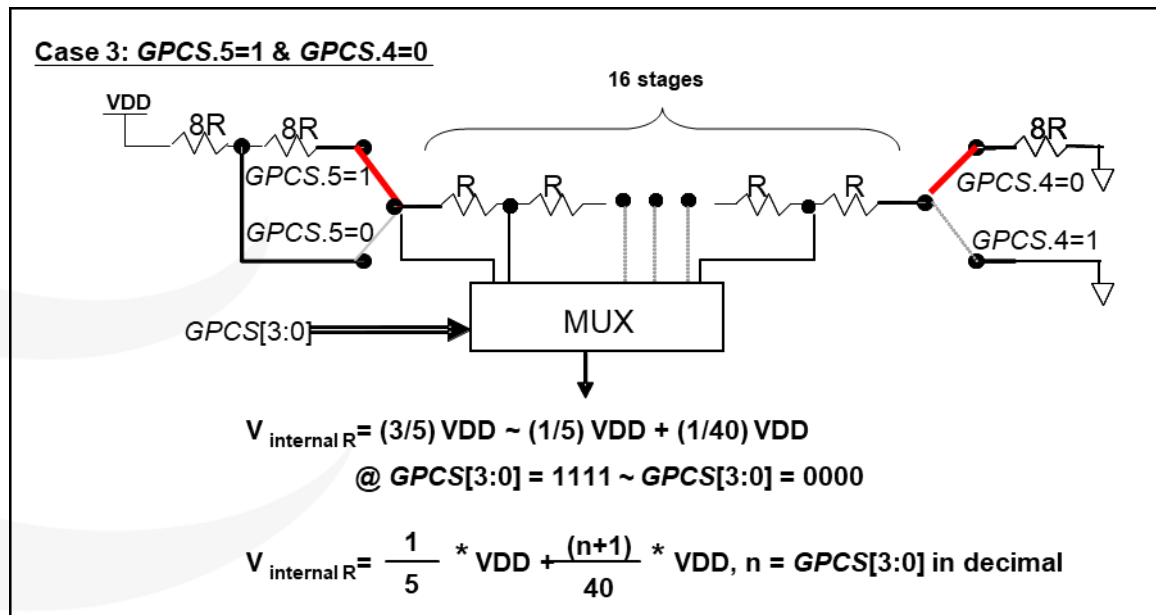 Case 3: GPCS.5=1 & GPCS.4=0
16 stages
VDD
8R
8R
8R
GPCS.5=1
R
R
R
R
GPCS.4=0
GPCS.5=0
GPCS.4=1
MUX
GPCS[3:0]
V internal R = (3/5) VDD ~ (1/5) VDD + (1/40) VDD
@ GPCS[3:0] = 1111 ~ GPCS[3:0] = 0000
V internal R = 1/5 * VDD + (n+1)/40 * VDD, n = GPCS[3:0] in decimal